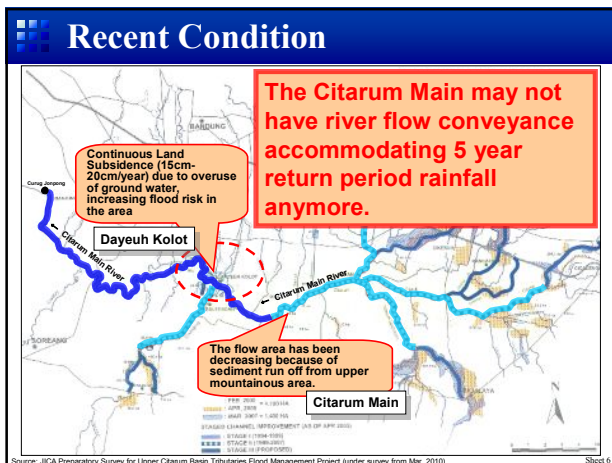 Recent Condition
The Citarum Main may not
have river flow conveyance
accommodating 5 year
return period rainfall
anymore.
BANDUNG
Continuous Land
Subsidence (15cm-
20cm/year) due to overuse
of ground water,
increasing flood risk in
the area
Curug Jompong
Dayeuh Kolot
Citarum Main River
Citarum Main River
SOREANG
The flow area has been
decreasing because of
sediment run off from upper
mountainous area.
Citarum Main
MAJALAYA
STAGED CHANNEL IMPROVEMENT (AS OF APR 2005)
Source: JICA Preparatory Survey for Upper Citarum Basin Tributaries Flood Management Project (under survey from Mar. 2010)
Sheet 6